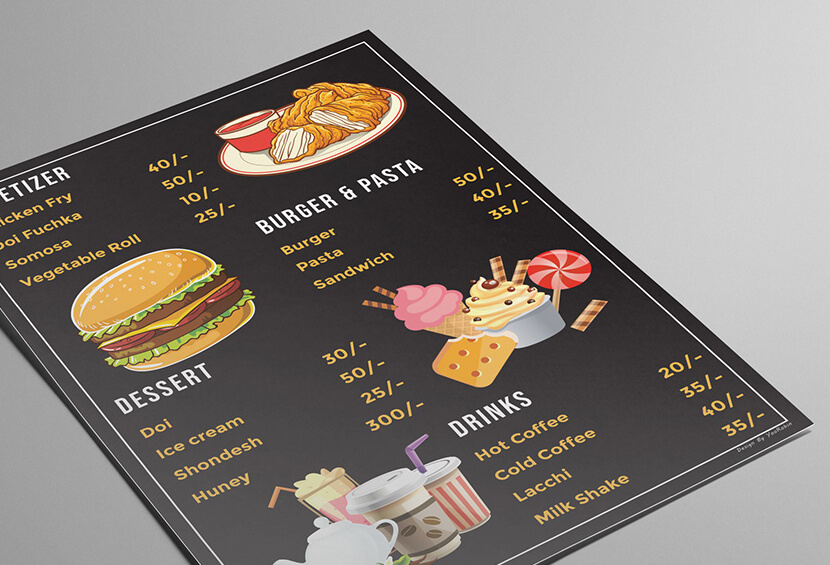 ETIZER
icken Fry 40/-
oi Fuchka 50/-
Somosa 10/-
Vegetable Roll 25/-
BURGER & PASTA
Burger 50/-
Pasta 40/-
Sandwich 35/-
DESSERT
Doi 30/-
Ice cream 50/-
Shondesh 25/-
Huney 300/-
DRINKS
Hot Coffee 20/-
Cold Coffee 35/-
Lacchi 40/-
Milk Shake 35/-
Design By YooRobin